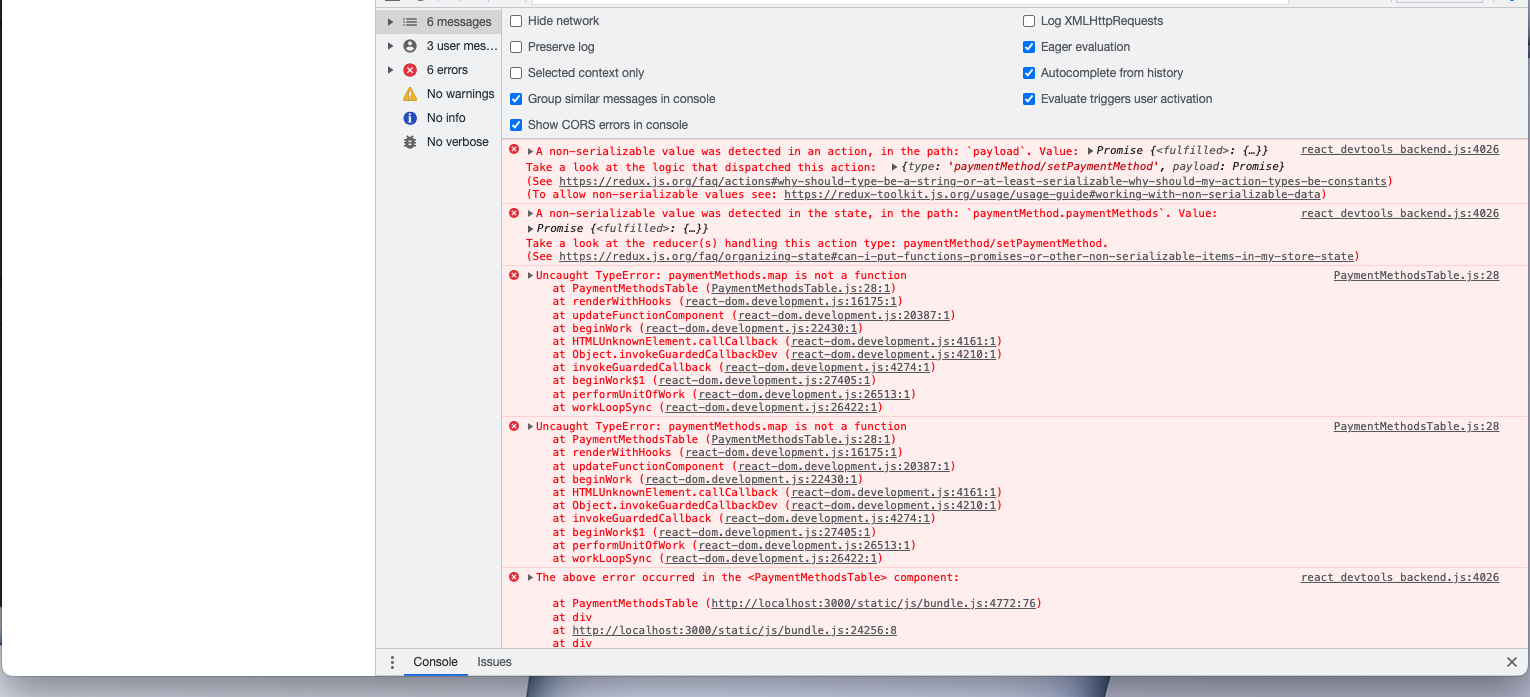 6 messages
3 user mes...
6 errors
No warnings
No info
No verbose
Hide network
Log XMLHttpRequests
Preserve log
Eager evaluation
Selected context only
Autocomplete from history
Group similar messages in console
Evaluate triggers user activation
Show CORS errors in console
A non-serializable value was detected in an action, in the path: `payload`. Value: Promise {<fulfilled>: {…}} react_devtools_backend.js:4026
Take a look at the logic that dispatched this action: {type: 'paymentMethod/setPaymentMethod', payload: Promise}
(See https://redux.js.org/faq/actions#why-should-type-be-a-string-or-at-least-serializable-why-should-my-action-types-be-constants)
(To allow non-serializable values see: https://redux-toolkit.js.org/usage/usage-guide#working-with-non-serializable-data)
A non-serializable value was detected in the state, in the path: `paymentMethod.paymentMethods`. Value: react_devtools_backend.js:4026
Promise {<fulfilled>: {…}}
Take a look at the reducer(s) handling this action type: paymentMethod/setPaymentMethod.
(See https://redux.js.org/faq/organizing-state#can-i-put-functions-promises-or-other-non-serializable-items-in-my-store-state)
Uncaught TypeError: paymentMethods.map is not a function PaymentMethodsTable.js:28
at PaymentMethodsTable (PaymentMethodsTable.js:28:1)
at renderWithHooks (react-dom.development.js:16175:1)
at updateFunctionComponent (react-dom.development.js:20387:1)
at beginWork (react-dom.development.js:22430:1)
at HTMLUnknownElement.callCallback (react-dom.development.js:4161:1)
at Object.invokeGuardedCallbackDev (react-dom.development.js:4210:1)
at invokeGuardedCallback (react-dom.development.js:4274:1)
at beginWork$1 (react-dom.development.js:27405:1)
at performUnitOfWork (react-dom.development.js:26513:1)
at workLoopSync (react-dom.development.js:26422:1)
Uncaught TypeError: paymentMethods.map is not a function PaymentMethodsTable.js:28
at PaymentMethodsTable (PaymentMethodsTable.js:28:1)
at renderWithHooks (react-dom.development.js:16175:1)
at updateFunctionComponent (react-dom.development.js:20387:1)
at beginWork (react-dom.development.js:22430:1)
at HTMLUnknownElement.callCallback (react-dom.development.js:4161:1)
at Object.invokeGuardedCallbackDev (react-dom.development.js:4210:1)
at invokeGuardedCallback (react-dom.development.js:4274:1)
at beginWork$1 (react-dom.development.js:27405:1)
at performUnitOfWork (react-dom.development.js:26513:1)
at workLoopSync (react-dom.development.js:26422:1)
The above error occurred in the <PaymentMethodsTable> component: react_devtools_backend.js:4026
at PaymentMethodsTable (http://localhost:3000/static/js/bundle.js:4772:76)
at div
at http://localhost:3000/static/js/bundle.js:24256:8
at div
Console
Issues